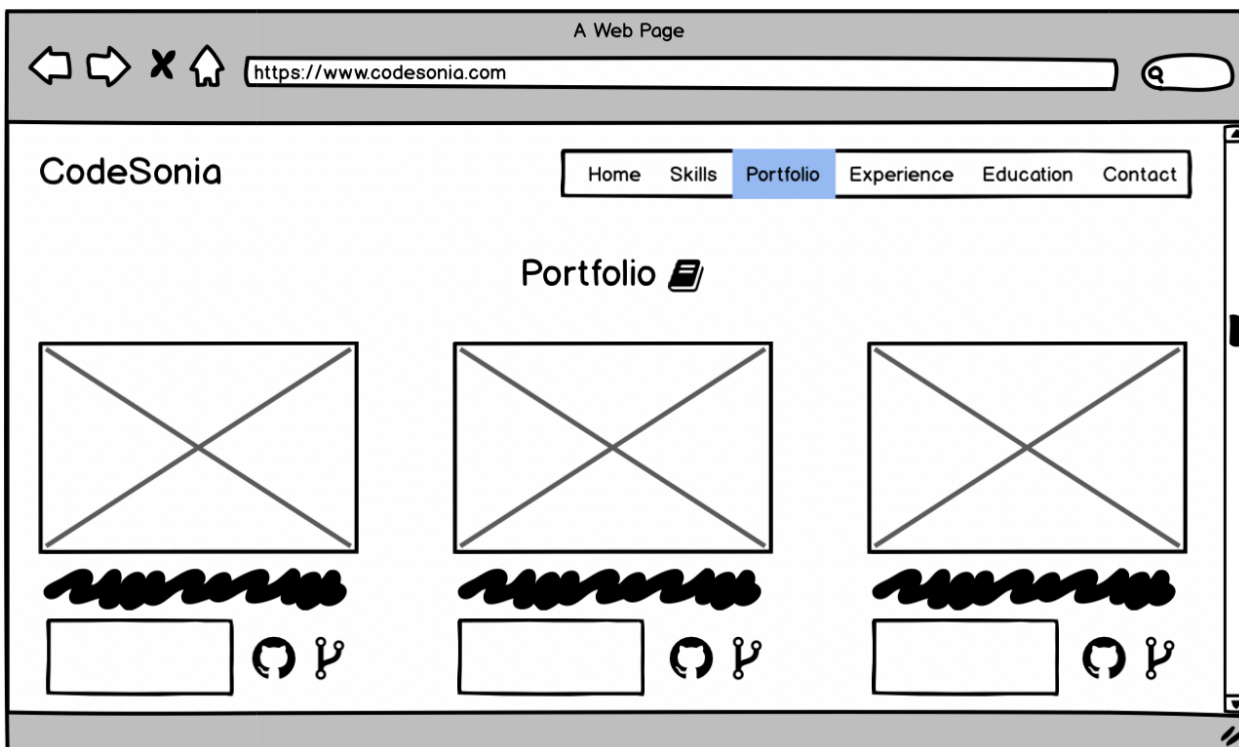 A Web Page
https://www.codesonia.com
CodeSonia
Home Skills Portfolio Experience Education Contact
Portfolio